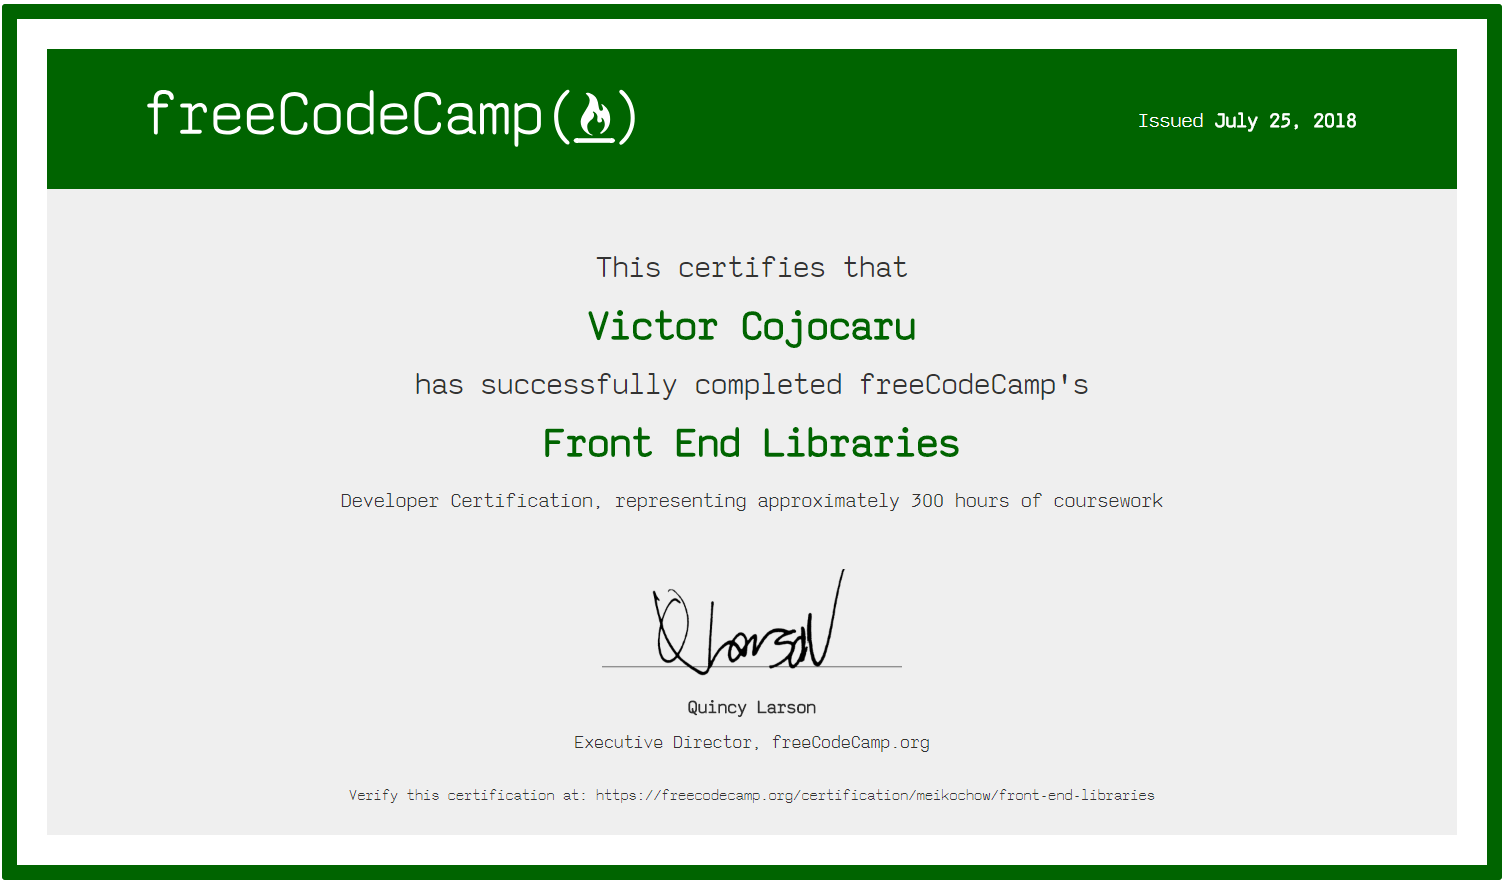 freeCodeCamp(🔥)
Issued July 25, 2018
This certifies that
Victor Cojocaru
has successfully completed freeCodeCamp's
Front End Libraries
Developer Certification, representing approximately 300 hours of coursework
Q Larson
Quincy Larson
Executive Director, freeCodeCamp.org
Verify this certification at: https://freecodecamp.org/certification/meikochow/front-end-libraries